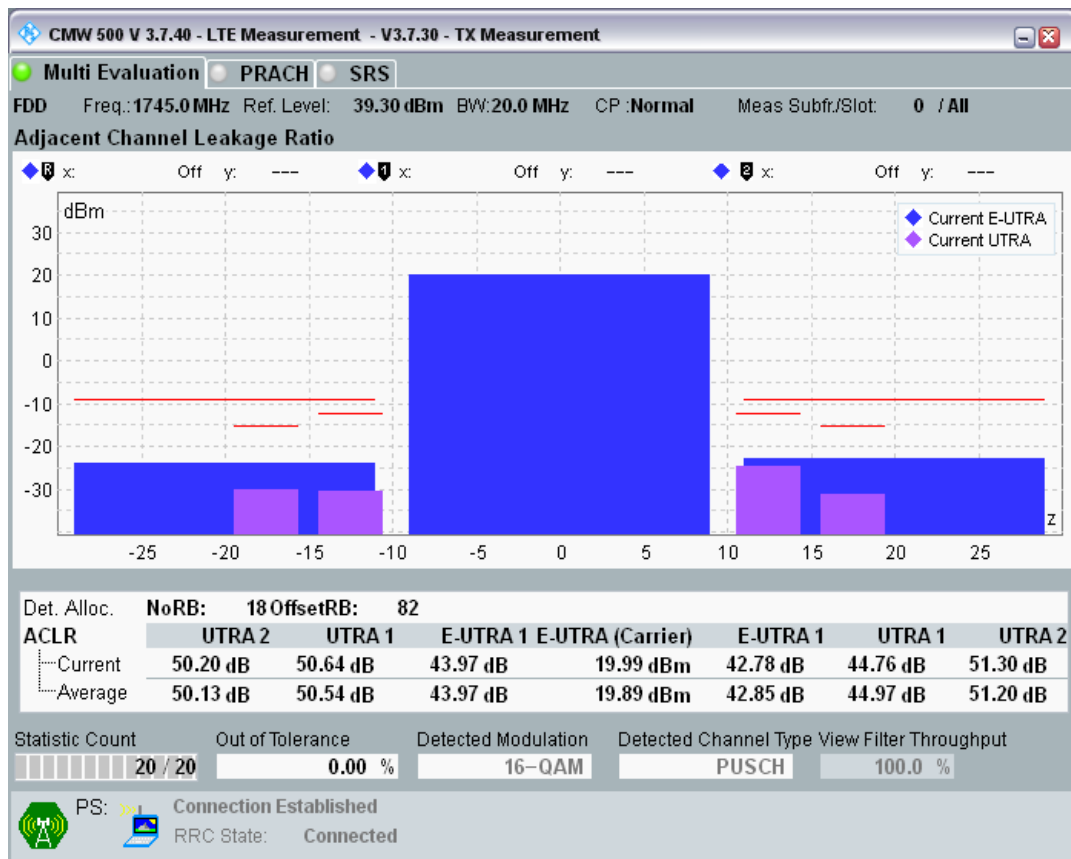 CMW 500 V 3.7.40 - LTE Measurement - V3.7.30 - TX Measurement
Multi Evaluation PRACH SRS
FDD Freq.:1745.0 MHz Ref. Level: 39.30 dBm BW:20.0 MHz CP :Normal Meas Subfr./Slot: 0 / All
Adjacent Channel Leakage Ratio
R x: Off y: --- 1 x: Off y: --- 2 x: Off y: ---
dBm
Current E-UTRA
Current UTRA
30
20
10
0
-10
-20
-30
z
-25 -20 -15 -10 -5 0 5 10 15 20 25
Det. Alloc. NoRB: 18 OffsetRB: 82
ACLR UTRA 2 UTRA 1 E-UTRA 1 E-UTRA (Carrier) E-UTRA 1 UTRA 1 UTRA 2
Current 50.20 dB 50.64 dB 43.97 dB 19.99 dBm 42.78 dB 44.76 dB 51.30 dB
Average 50.13 dB 50.54 dB 43.97 dB 19.89 dBm 42.85 dB 44.97 dB 51.20 dB
Statistic Count Out of Tolerance Detected Modulation Detected Channel Type View Filter Throughput
20 / 20 0.00 % 16-QAM PUSCH 100.0 %
PS: Connection Established
RRC State: Connected